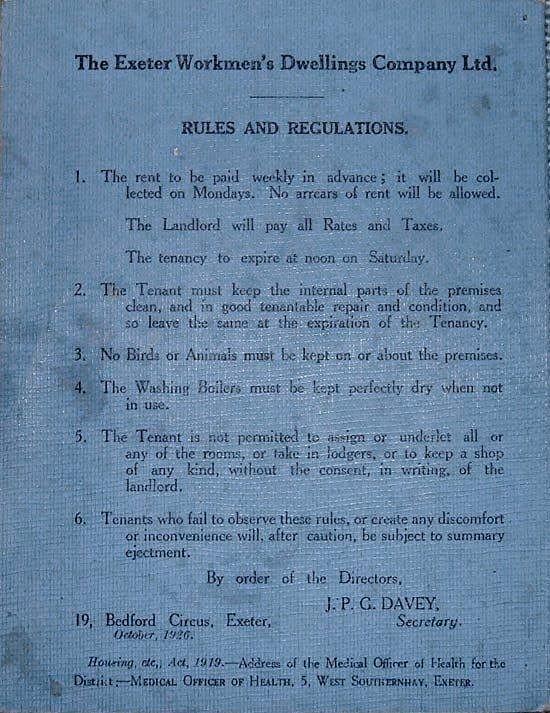 The Exeter Workmen's Dwellings Company Ltd.
RULES AND REGULATIONS.
1. The rent to be paid weekly in advance; it will be col-
lected on Mondays. No arrears of rent will be allowed.
The Landlord will pay all Rates and Taxes.
The tenancy to expire at noon on Saturday.
2. The Tenant must keep the internal parts of the premises
clean, and in good tenantable repair and condition, and
so leave the same at the expiration of the Tenancy.
3. No Birds or Animals must be kept on or about the premises.
4. The Washing Boilers must be kept perfectly dry when not
in use.
5. The Tenant is not permitted to assign or underlet all or
any of the rooms, or take in lodgers, or to keep a shop
of any kind, without the consent, in writing, of the
landlord.
6. Tenants who fail to observe these rules, or create any discomfort
or inconvenience will, after caution, be subject to summary
ejectment.
By order of the Directors,
J. P. G. DAVEY,
19, Bedford Circus, Exeter, Secretary.
October, 1926.
Housing, etc., Act, 1919.—Address of the Medical Officer of Health for the
District:—MEDICAL OFFICER OF HEALTH, 5, WEST SOUTHERNHAY, EXETER.